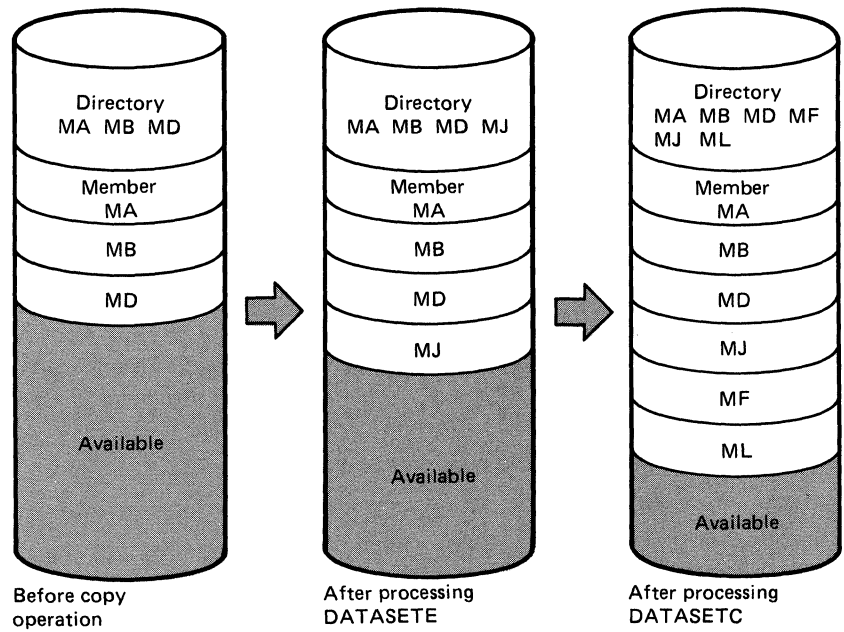 Directory
MA MB MD
Member
MA
MB
MD
Available
Before copy
operation
Directory
MA MB MD MJ
Member
MA
MB
MD
MJ
Available
After processing
DATASETE
Directory
MA MB MD MF
MJ ML
Member
MA
MB
MD
MJ
MF
ML
Available
After processing
DATASETC